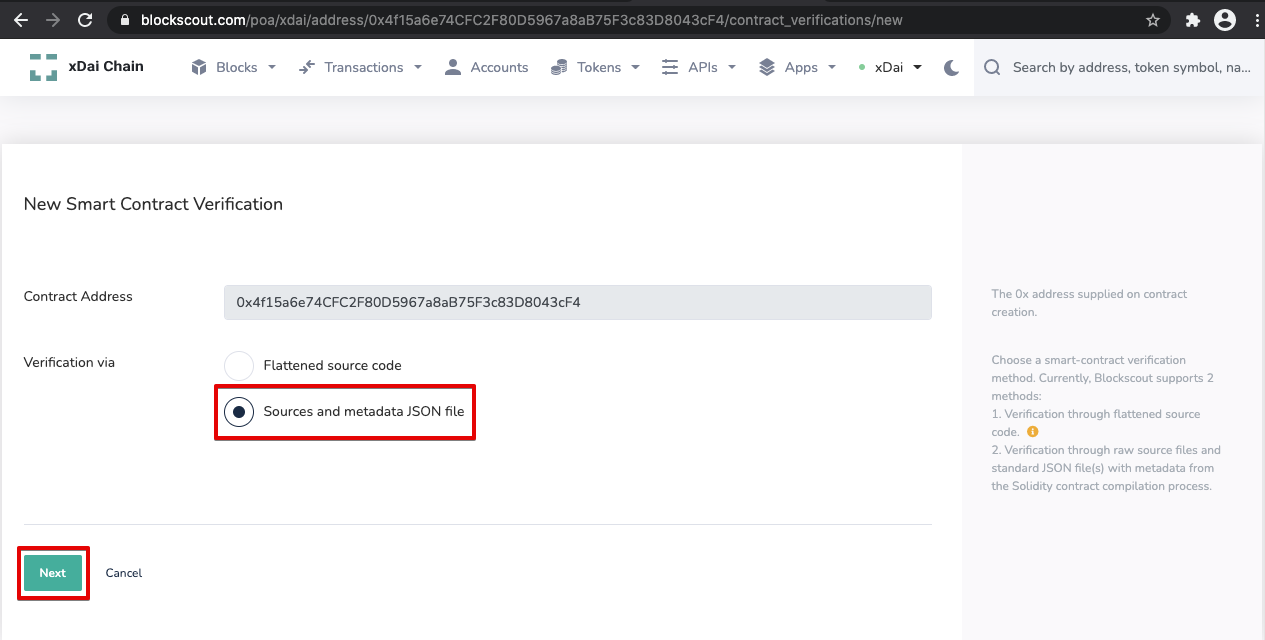 blockscout.com/poa/xdai/address/0x4f15a6e74CFC2F80D5967a8aB75F3c83D8043cF4/contract_verifications/new
xDai Chain Blocks Transactions Accounts Tokens APIs Apps xDai Search by address, token symbol, na...
New Smart Contract Verification
Contract Address 0x4f15a6e74CFC2F80D5967a8aB75F3c83D8043cF4
The 0x address supplied on contract
creation.
Verification via
Flattened source code
Sources and metadata JSON file
Choose a smart-contract verification
method. Currently, Blockscout supports 2
methods:
1. Verification through flattened source
code.
2. Verification through raw source files and
standard JSON file(s) with metadata from
the Solidity contract compilation process.
Next Cancel